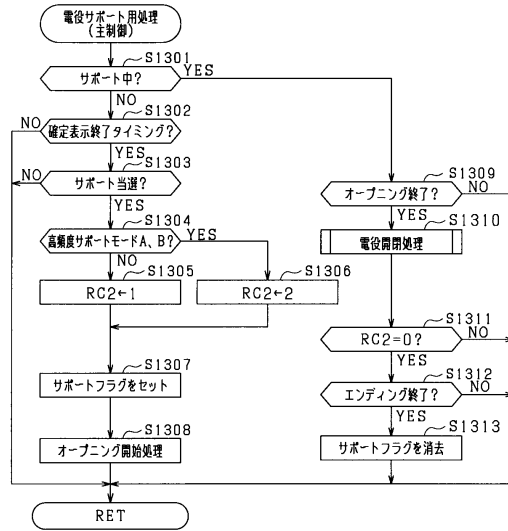 電役サポート用処理
(主制御)
S1301
サポート中?
YES
NO
S1302
NO
確定表示終了タイミング?
YES
S1303
NO
サポート当選?
YES
S1304
高頻度サポートモードA、B?
YES
NO
S1305
RC2←1
S1306
RC2←2
S1307
サポートフラグをセット
S1308
オープニング開始処理
S1309
オープニング終了?
NO
YES
S1310
電役開閉処理
S1311
RC2=0?
NO
YES
S1312
エンディング終了?
NO
YES
S1313
サポートフラグを消去
RET